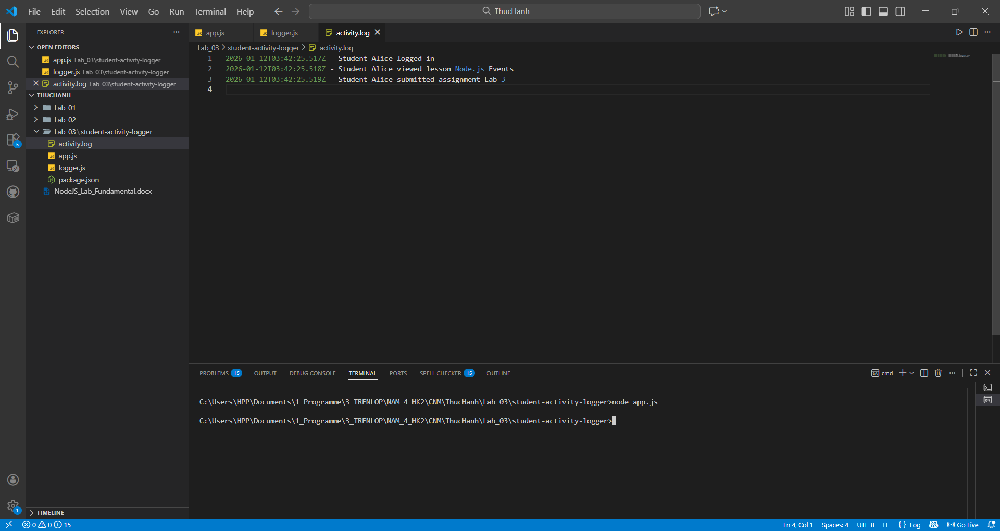 File Edit Selection View Go Run Terminal Help
ThucHanh
EXPLORER
OPEN EDITORS
app.js Lab_03\student-activity-logger
logger.js Lab_03\student-activity-logger
activity.log Lab_03\student-activity-logger
THUCHANH
Lab_01
Lab_02
Lab_03\student-activity-logger
activity.log
app.js
logger.js
package.json
NodeJS_Lab_Fundamental.docx
TIMELINE
5
1
app.js logger.js activity.log
Lab_03 > student-activity-logger > activity.log
1 2026-01-12T03:42:25.517Z - Student Alice logged in
2 2026-01-12T03:42:25.518Z - Student Alice viewed lesson Node.js Events
3 2026-01-12T03:42:25.519Z - Student Alice submitted assignment Lab 3
4
PROBLEMS 15 OUTPUT DEBUG CONSOLE TERMINAL PORTS SPELL CHECKER 15 OUTLINE
cmd
C:\Users\HPP\Documents\1_Programme\3_TRENLOP\NAM_4_HK2\CNM\ThucHanh\Lab_03\student-activity-logger>node app.js
C:\Users\HPP\Documents\1_Programme\3_TRENLOP\NAM_4_HK2\CNM\ThucHanh\Lab_03\student-activity-logger>
0 0 15
Ln 4, Col 1 Spaces: 4 UTF-8 LF { } Log Go Live